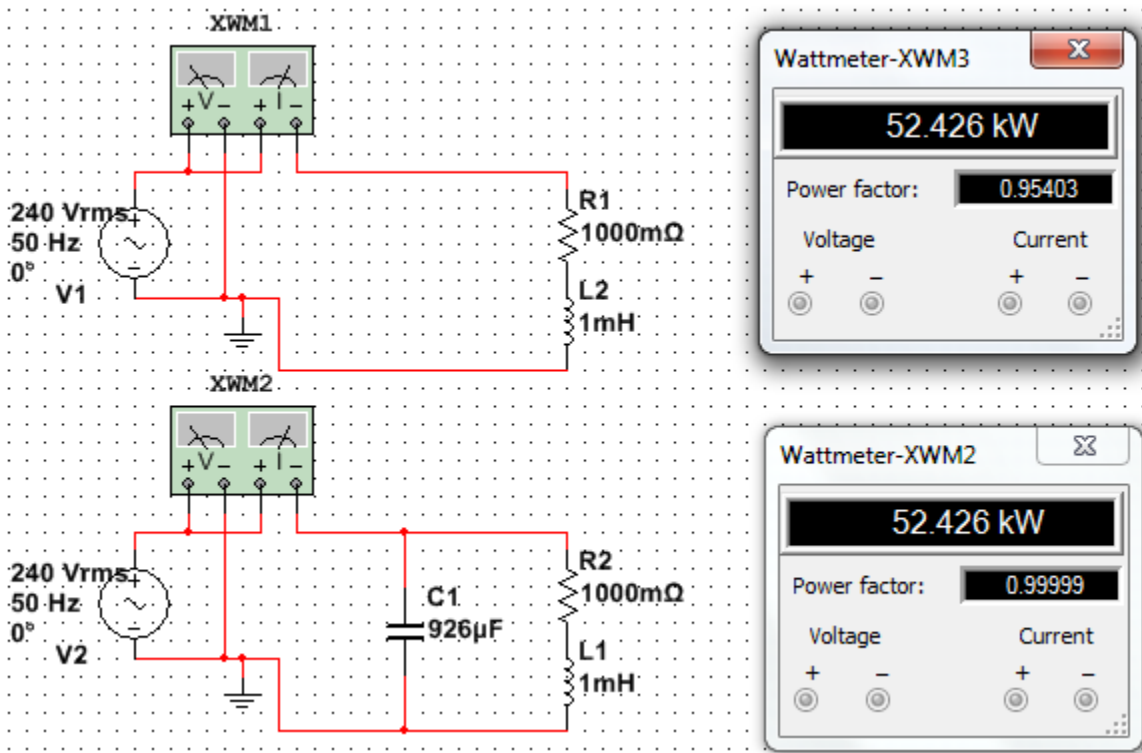 XWM1
+ V − + I −
240 Vrms
50 Hz
0°
V1
+
−
R1
1000mΩ
L2
1mH
Wattmeter-XWM3
X
52.426 kW
Power factor: 0.95403
Voltage Current
+ − + −
XWM2
+ V − + I −
240 Vrms
50 Hz
0°
V2
+
−
C1
926µF
R2
1000mΩ
L1
1mH
Wattmeter-XWM2
X
52.426 kW
Power factor: 0.99999
Voltage Current
+ − + −